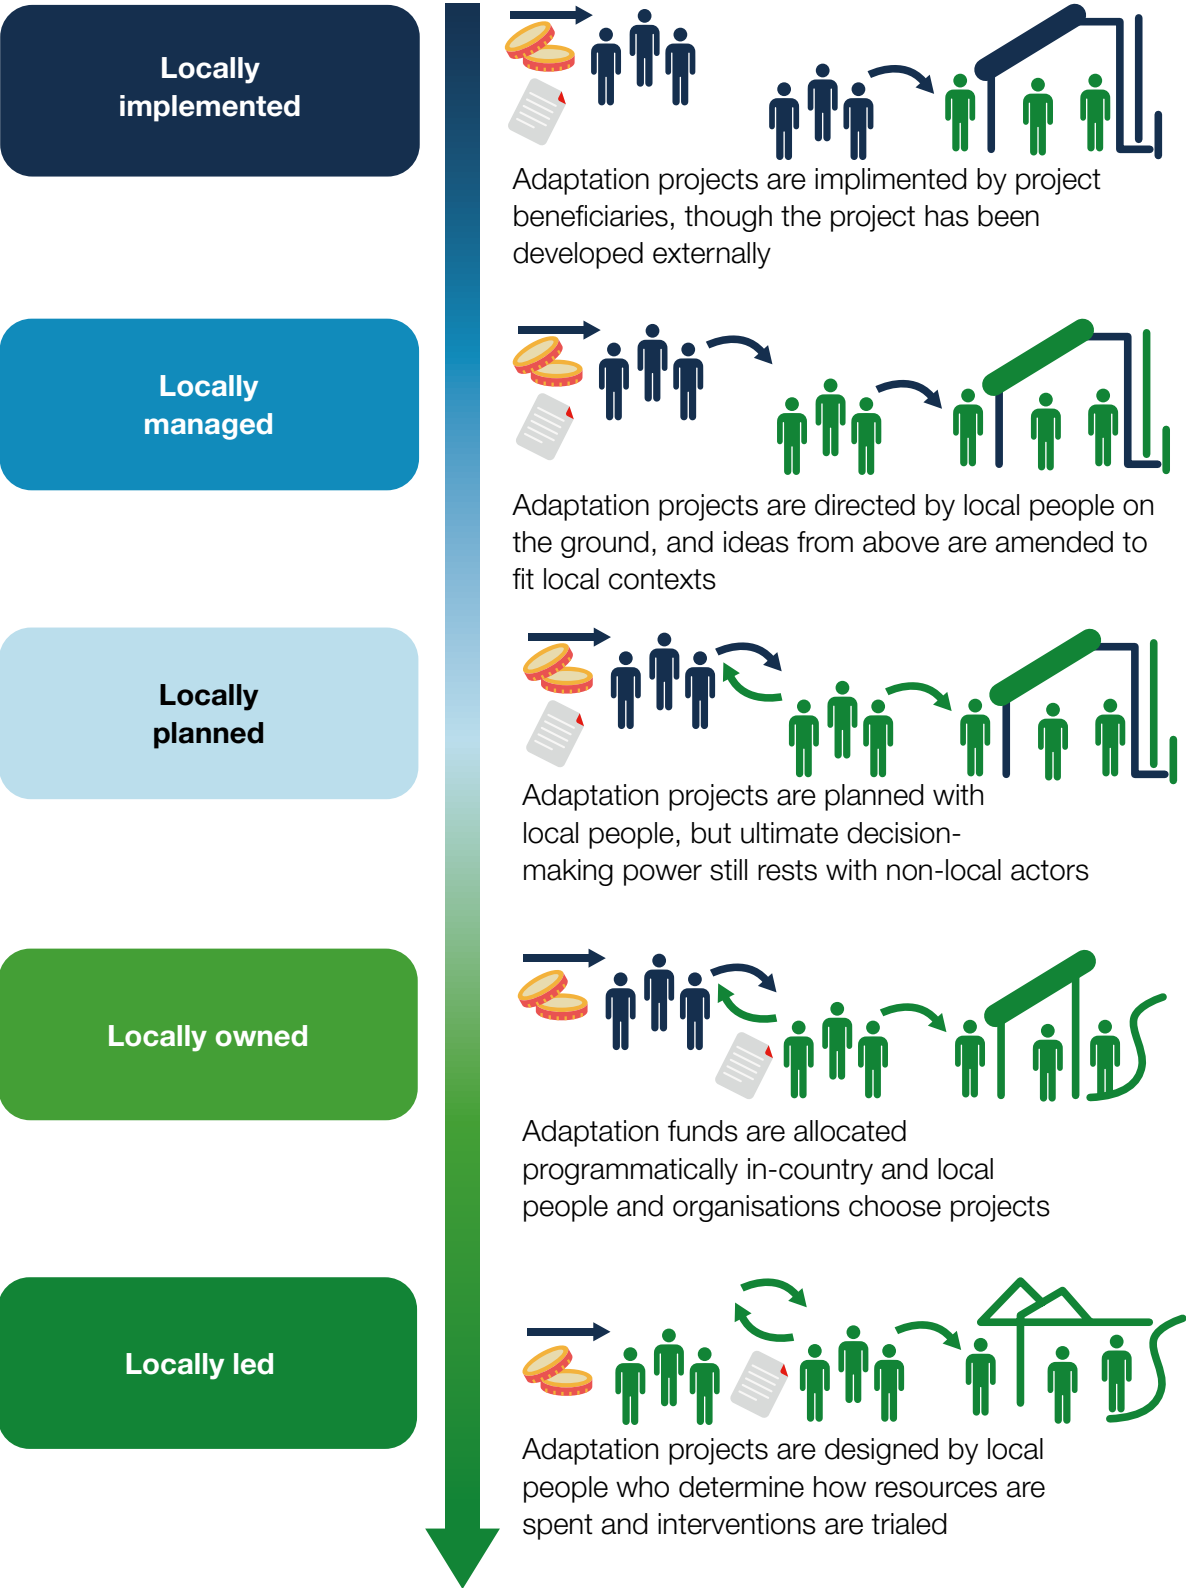 Locally
implemented
Adaptation projects are implimented by project
beneficiaries, though the project has been
developed externally
Locally
managed
Adaptation projects are directed by local people on
the ground, and ideas from above are amended to
fit local contexts
Locally
planned
Adaptation projects are planned with
local people, but ultimate decision-
making power still rests with non-local actors
Locally owned
Adaptation funds are allocated
programmatically in-country and local
people and organisations choose projects
Locally led
Adaptation projects are designed by local
people who determine how resources are
spent and interventions are trialed